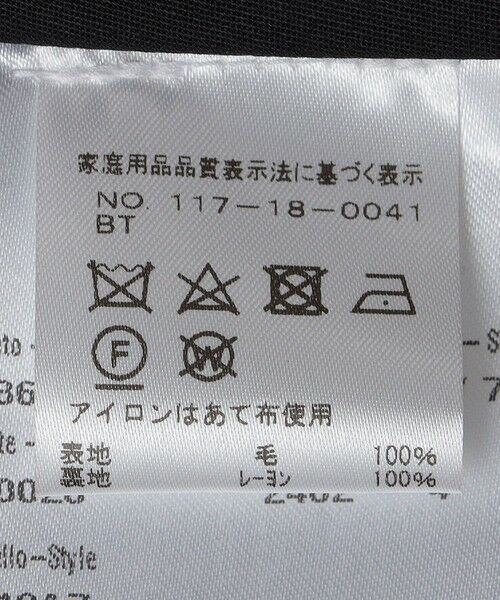 家庭用品品質表示法に基づく表示
NO. 117-18-0041
BT
F
W
アイロンはあて布使用
表地 毛 100%
裏地 レーヨン 100%
-Style